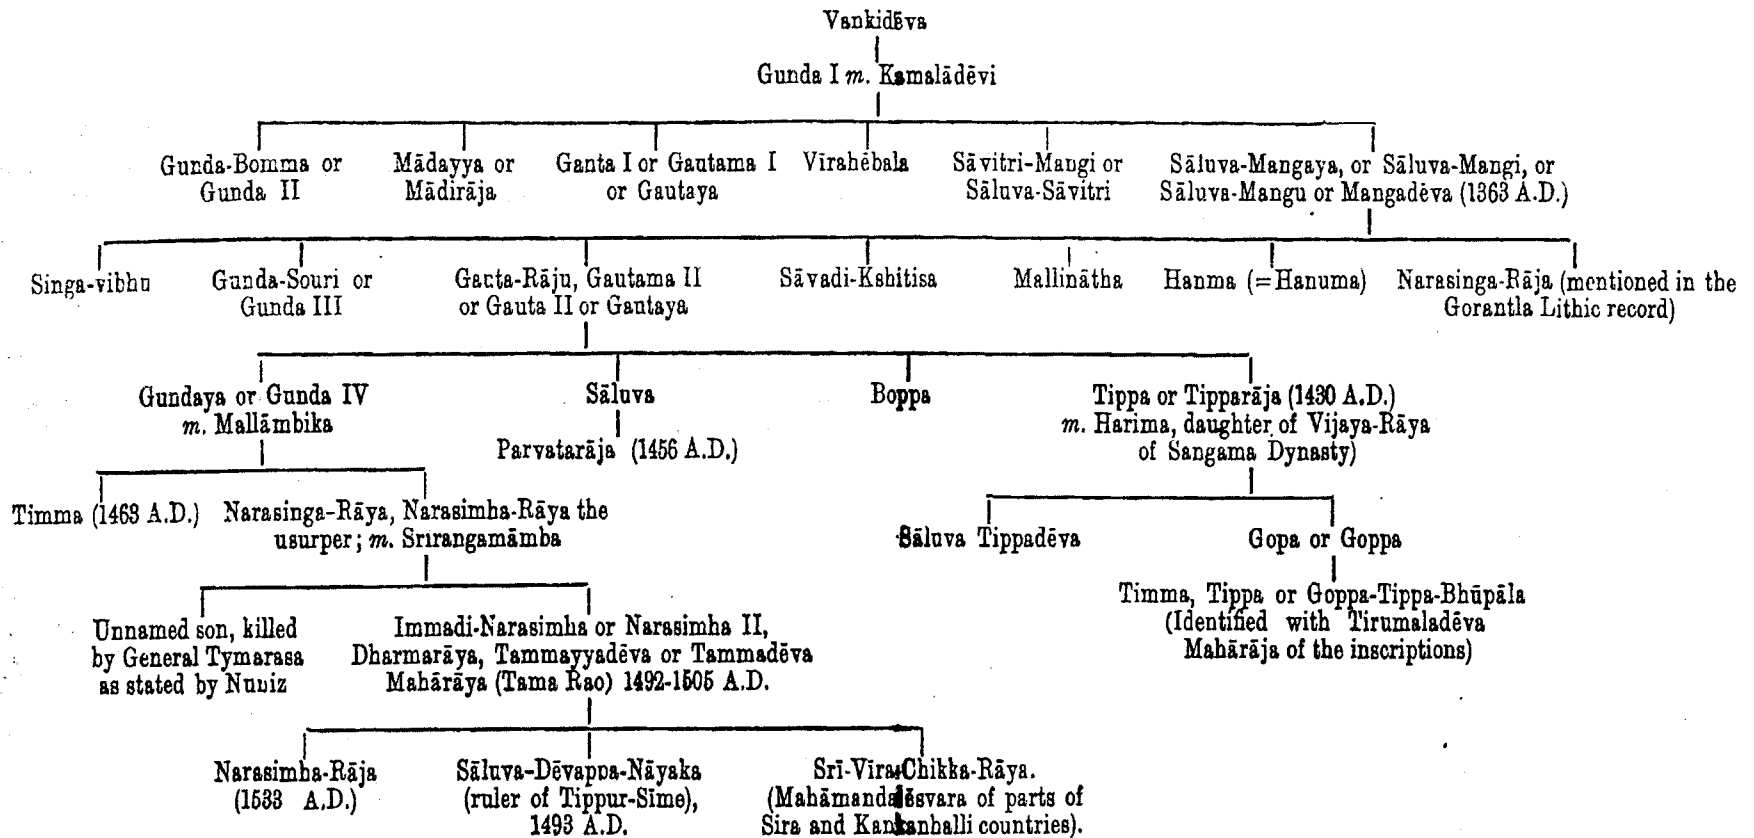 Vankidēva
Gunda I m. Kamalādēvi
Gunda-Bomma or
Gunda II
Mādayya or
Mādirāja
Ganta I or Gautama I
or Gautaya
Virahēbala
Sāvitri-Mangi or
Sāluva-Sāvitri
Sāluva-Mangaya, or Sāluva-Mangi, or
Sāluva-Mangu or Mangadēva (1363 A.D.)
Singa-vibhu
Gunda-Souri or
Gunda III
Gauta-Rāju, Gautama II
or Gauta II or Gautaya
Sāvadi-Kshitisa
Mallinātha
Hanma (=Hanuma)
Narasinga-Rāja (mentioned in the
Gorantla Lithic record)
Gundaya or Gunda IV
m. Mallāmbika
Sāluva
Boppa
Tippa or Tipparāja (1430 A.D.)
m. Harima, daughter of Vijaya-Rāya
of Sangama Dynasty)
Parvatarāja (1456 A.D.)
Timma (1463 A.D.)
Narasinga-Rāya, Narasimha-Rāya the
usurper; m. Srirangamāmba
Sāluva Tippadēva
Gopa or Goppa
Timma, Tippa or Goppa-Tippa-Bhūpāla
(Identified with Tirumaladēva
Mahārāja of the inscriptions)
Unnamed son, killed
by General Tymarasa
as stated by Nuniz
Immadi-Narasimha or Narasimha II,
Dharmarāya, Tammayyadēva or Tammadēva
Mahārāya (Tama Rao) 1492-1505 A.D.
Narasimha-Rāja
(1533 A.D.)
Sāluva-Dēvappa-Nāyaka
(ruler of Tippur-Sīme),
1493 A.D.
Srī-Vira-Chikka-Rāya.
(Mahāmandalēsvara of parts of
Sira and Kankanhalli countries).